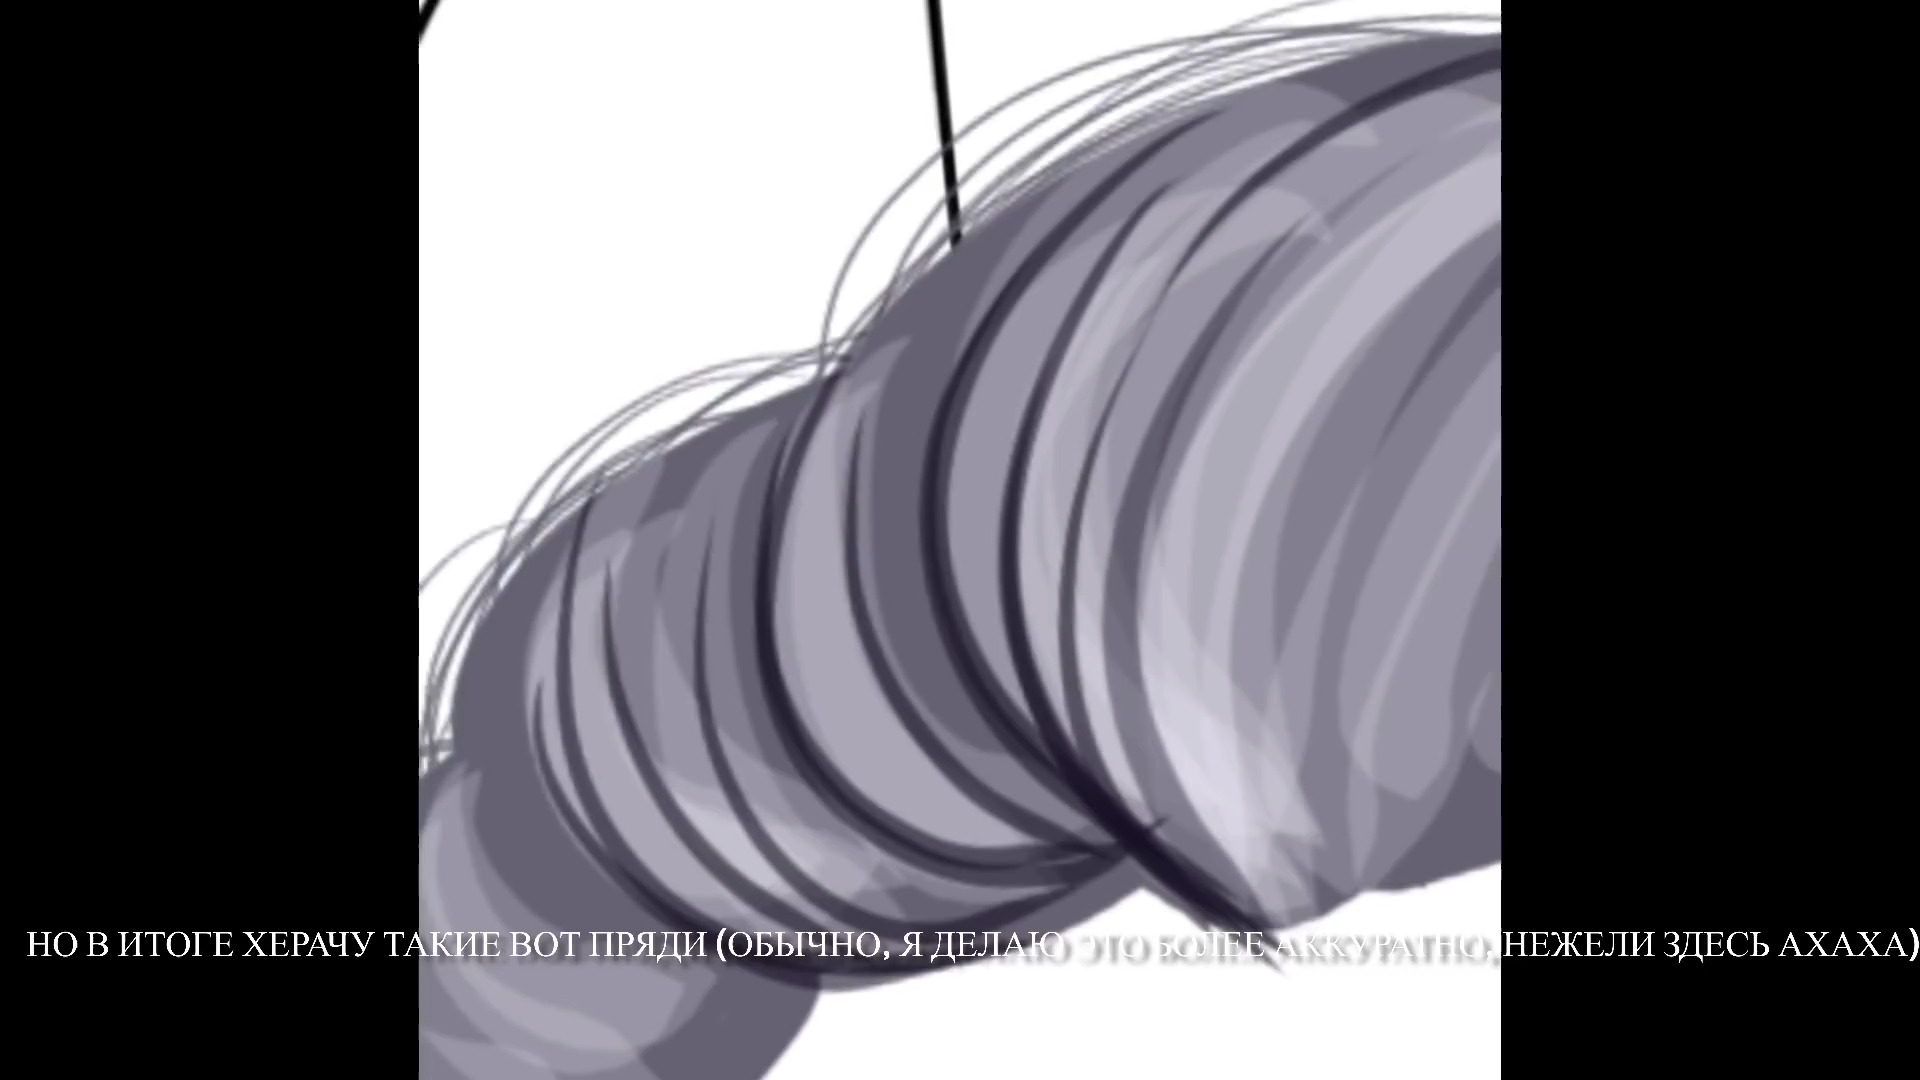 НО В ИТОГЕ ХЕРАЧУ ТАКИЕ ВОТ ПРЯДИ (ОБЫЧНО, Я ДЕЛАЮ ЭТО БОЛЕЕ АККУРАТНО, НЕЖЕЛИ ЗДЕСЬ АХАХА)